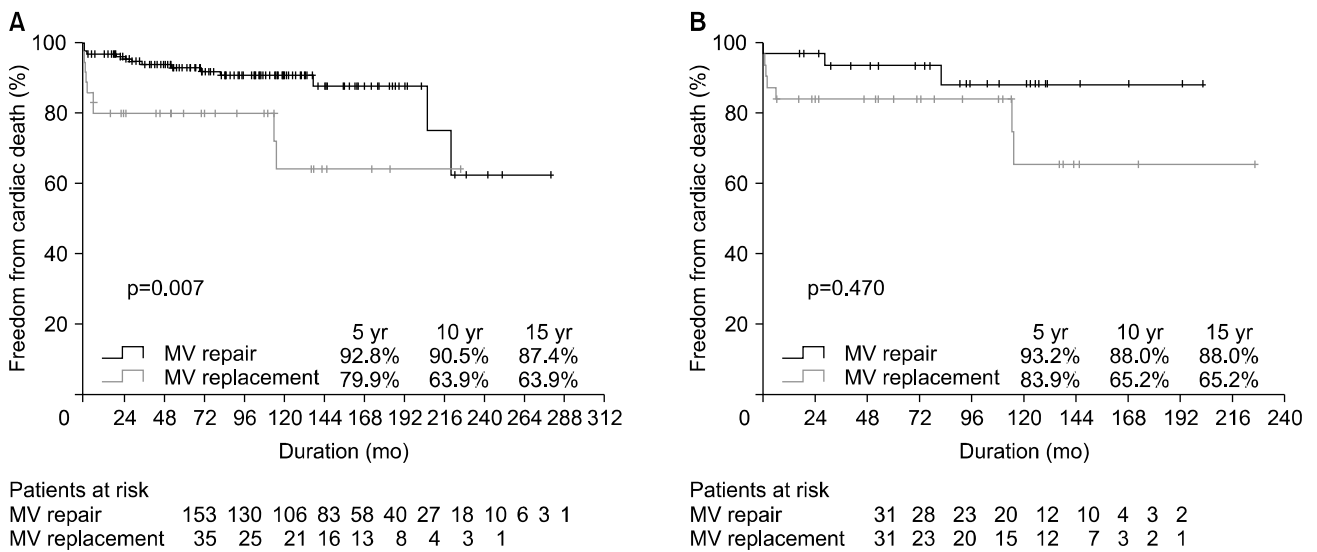 A
100
80
60
40
20
Freedom from cardiac death (%)
p=0.007
5 yr 10 yr 15 yr
MV repair 92.8% 90.5% 87.4%
MV replacement 79.9% 63.9% 63.9%
0 24 48 72 96 120 144 168 192 216 240 264 288 312
Duration (mo)
Patients at risk
MV repair 153 130 106 83 58 40 27 18 10 6 3 1
MV replacement 35 25 21 16 13 8 4 3 1
B
100
80
60
40
20
Freedom from cardiac death (%)
p=0.470
5 yr 10 yr 15 yr
MV repair 93.2% 88.0% 88.0%
MV replacement 83.9% 65.2% 65.2%
0 24 48 72 96 120 144 168 192 216 240
Duration (mo)
Patients at risk
MV repair 31 28 23 20 12 10 4 3 2
MV replacement 31 23 20 15 12 7 3 2 1